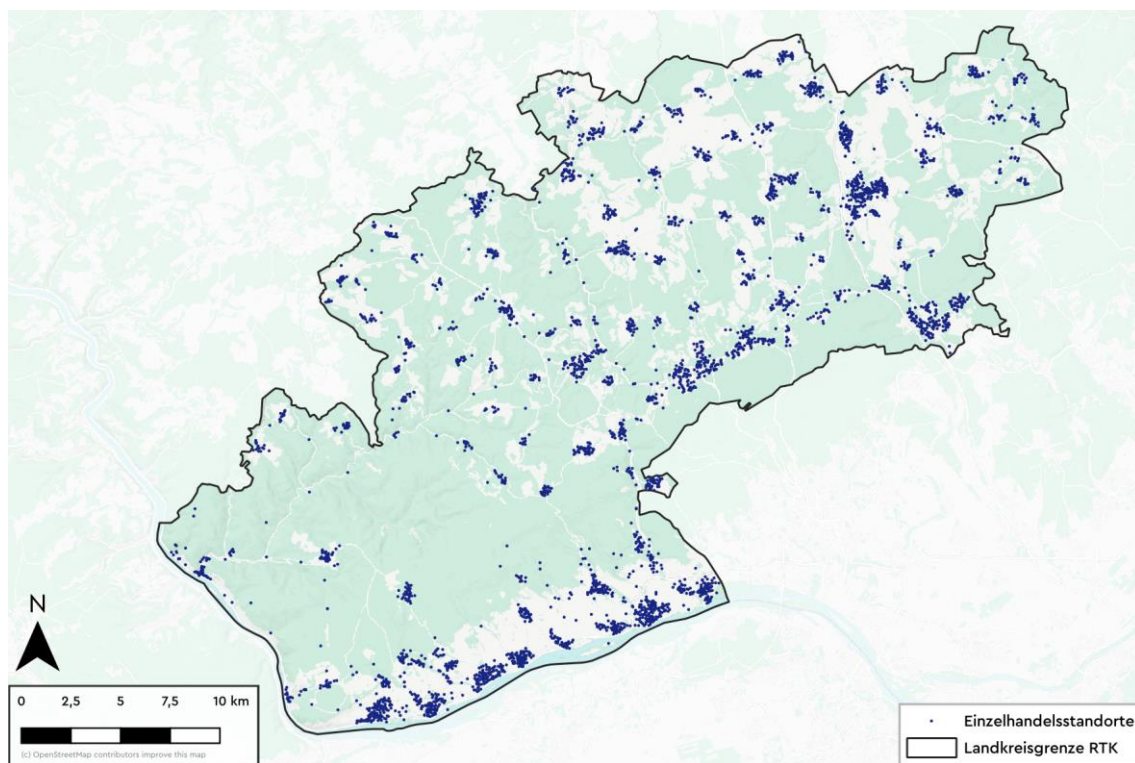 N
0 2,5 5 7,5 10 km
(c) OpenStreetMap contributors improve this map
Einzelhandelsstandorte
Landkreisgrenze RTK